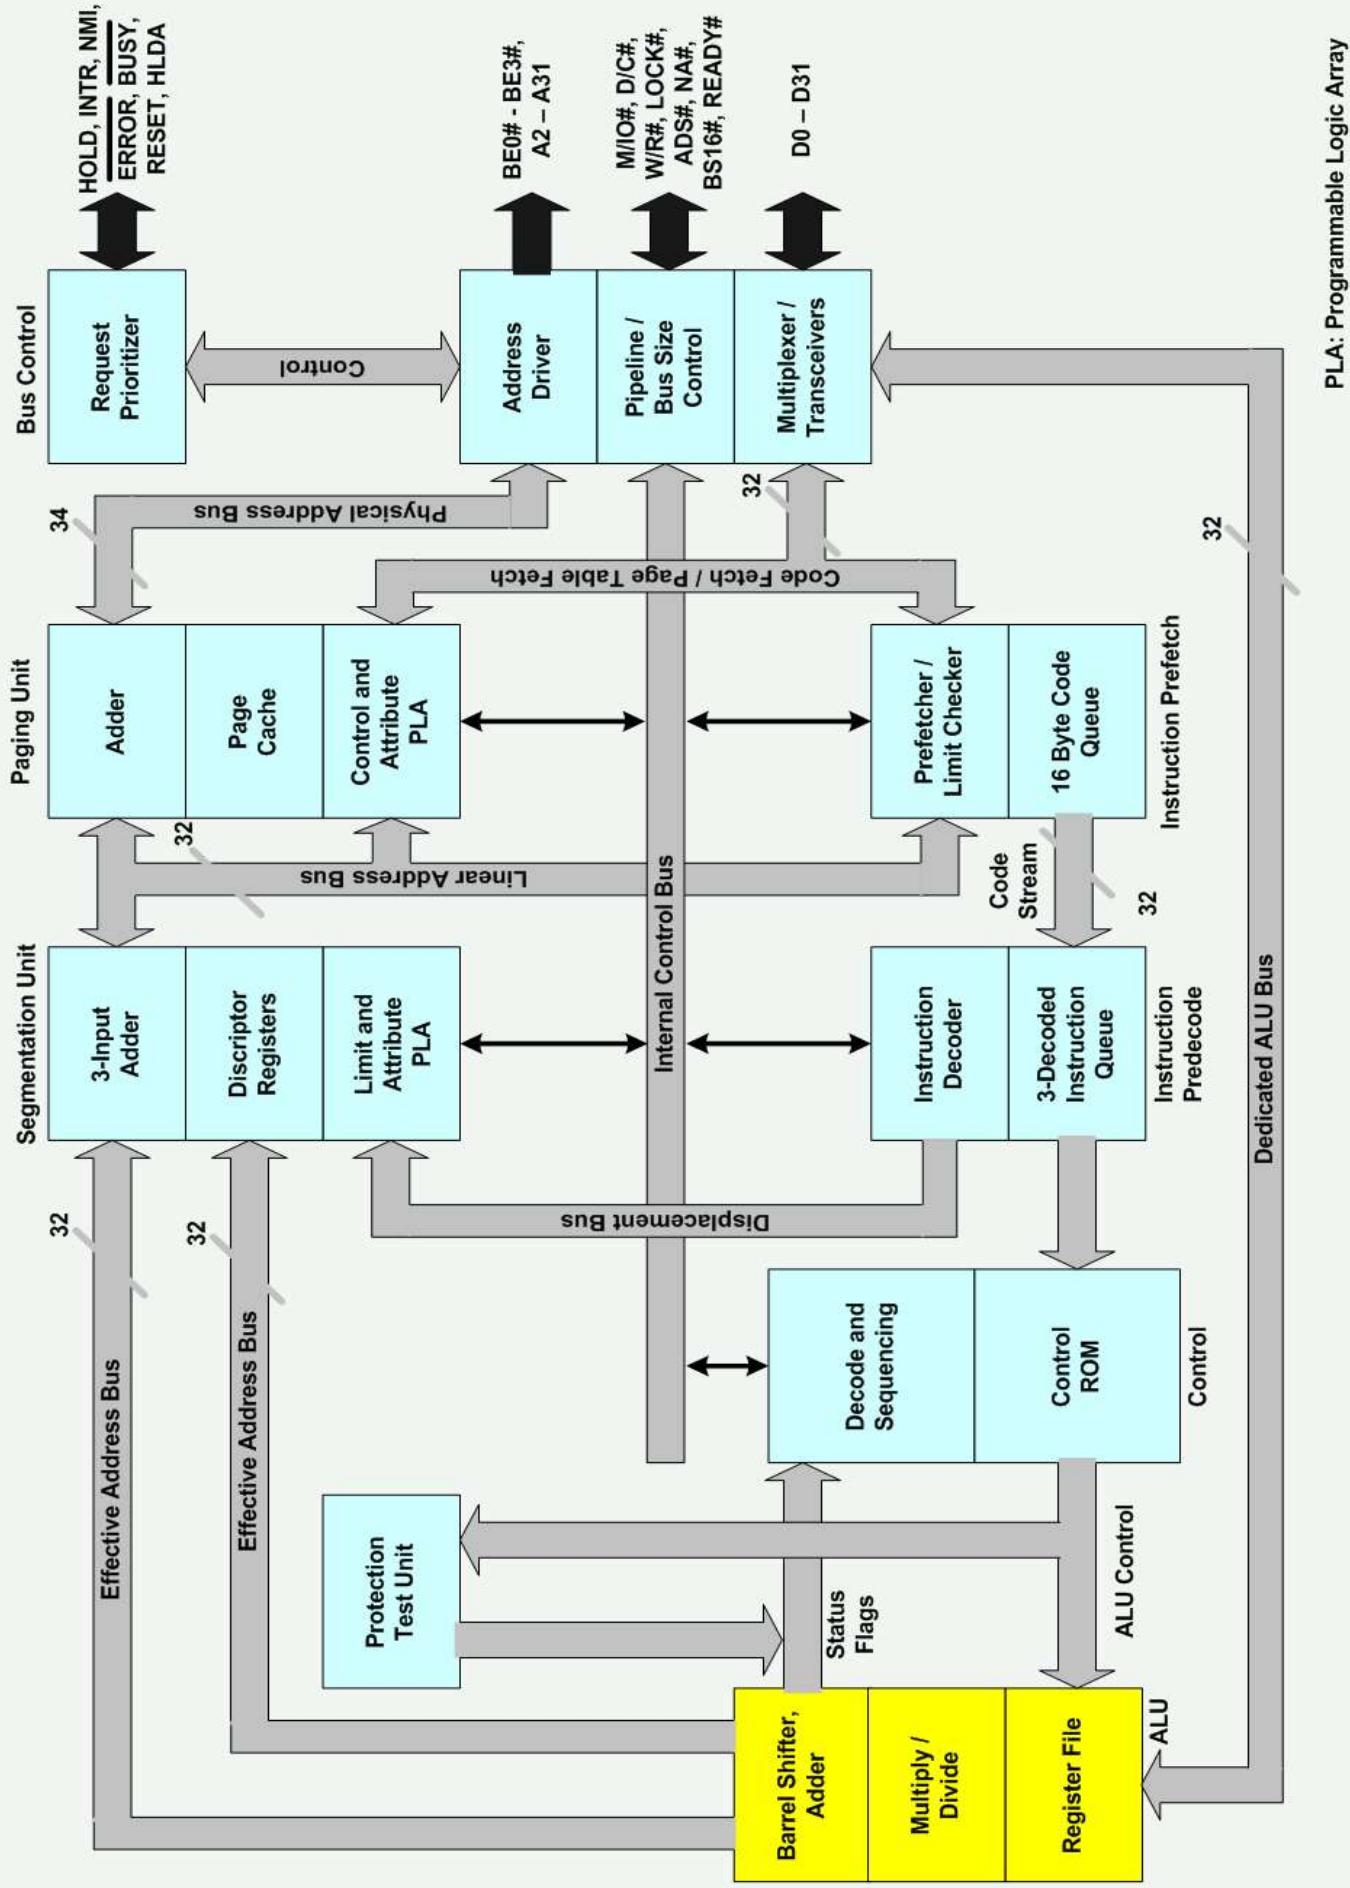 Segmentation Unit
Paging Unit
Bus Control
Effective Address Bus
32
3-Input
Adder
Adder
34
Request
Prioritizer
HOLD, INTR, NMI,
ERROR, BUSY,
RESET, HLDA
Effective Address Bus
32
Discriptor
Registers
32
Page
Cache
Physical Address Bus
Control
Protection
Test Unit
Limit and
Attribute
PLA
Linear Address Bus
Control and
Attribute
PLA
Address
Driver
BE0# - BE3#,
A2 – A31
Displacement Bus
Internal Control Bus
Code Fetch / Page Table Fetch
Pipeline /
Bus Size
Control
M/IO#, D/C#,
W/R#, LOCK#,
ADS#, NA#,
BS16#, READY#
32
Multiplexer /
Transceivers
D0 – D31
Barrel Shifter,
Adder
Status
Flags
Decode and
Sequencing
Instruction
Decoder
Prefetcher /
Limit Checker
Multiply /
Divide
Code
Stream
Register File
ALU Control
Control
ROM
3-Decoded
Instruction
Queue
32
16 Byte Code
Queue
ALU
Control
Instruction
Predecode
Instruction Prefetch
Dedicated ALU Bus
32
PLA: Programmable Logic Array